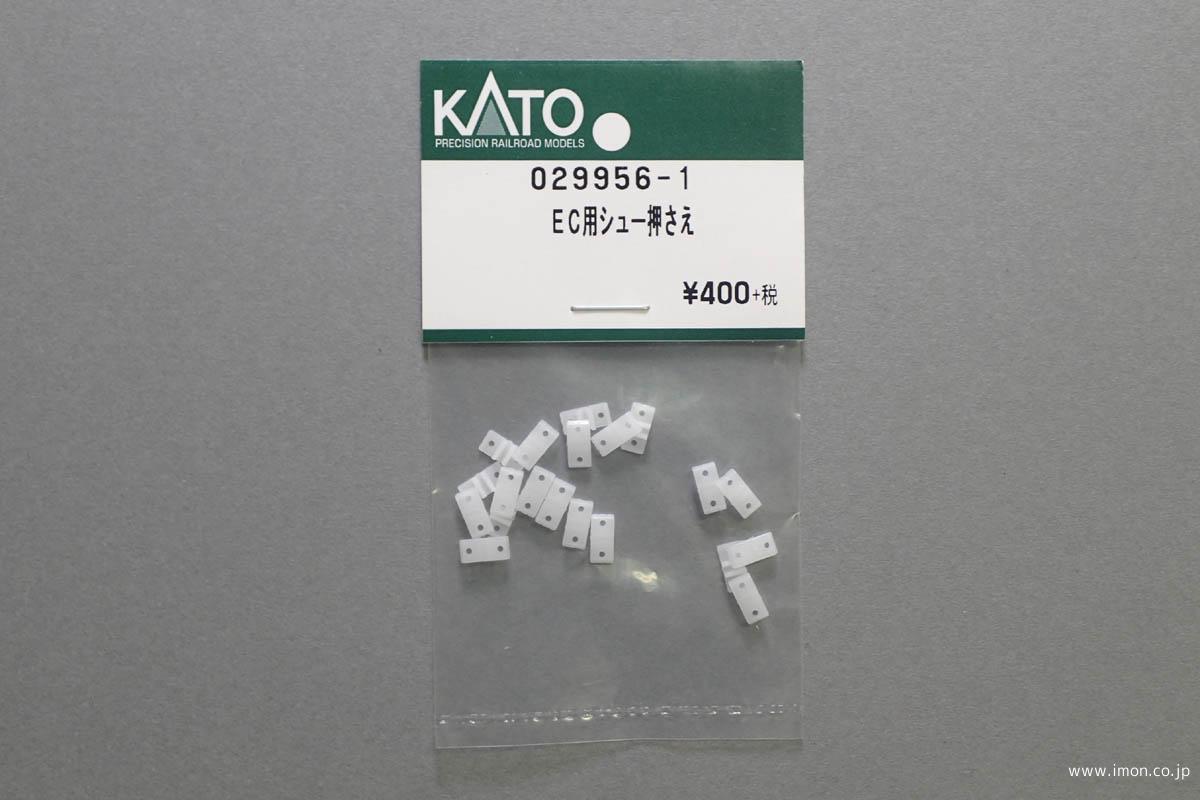 KATO
PRECISION RAILROAD MODELS
029956-1
EC用シュー押さえ
¥400+税
www.imon.co.jp